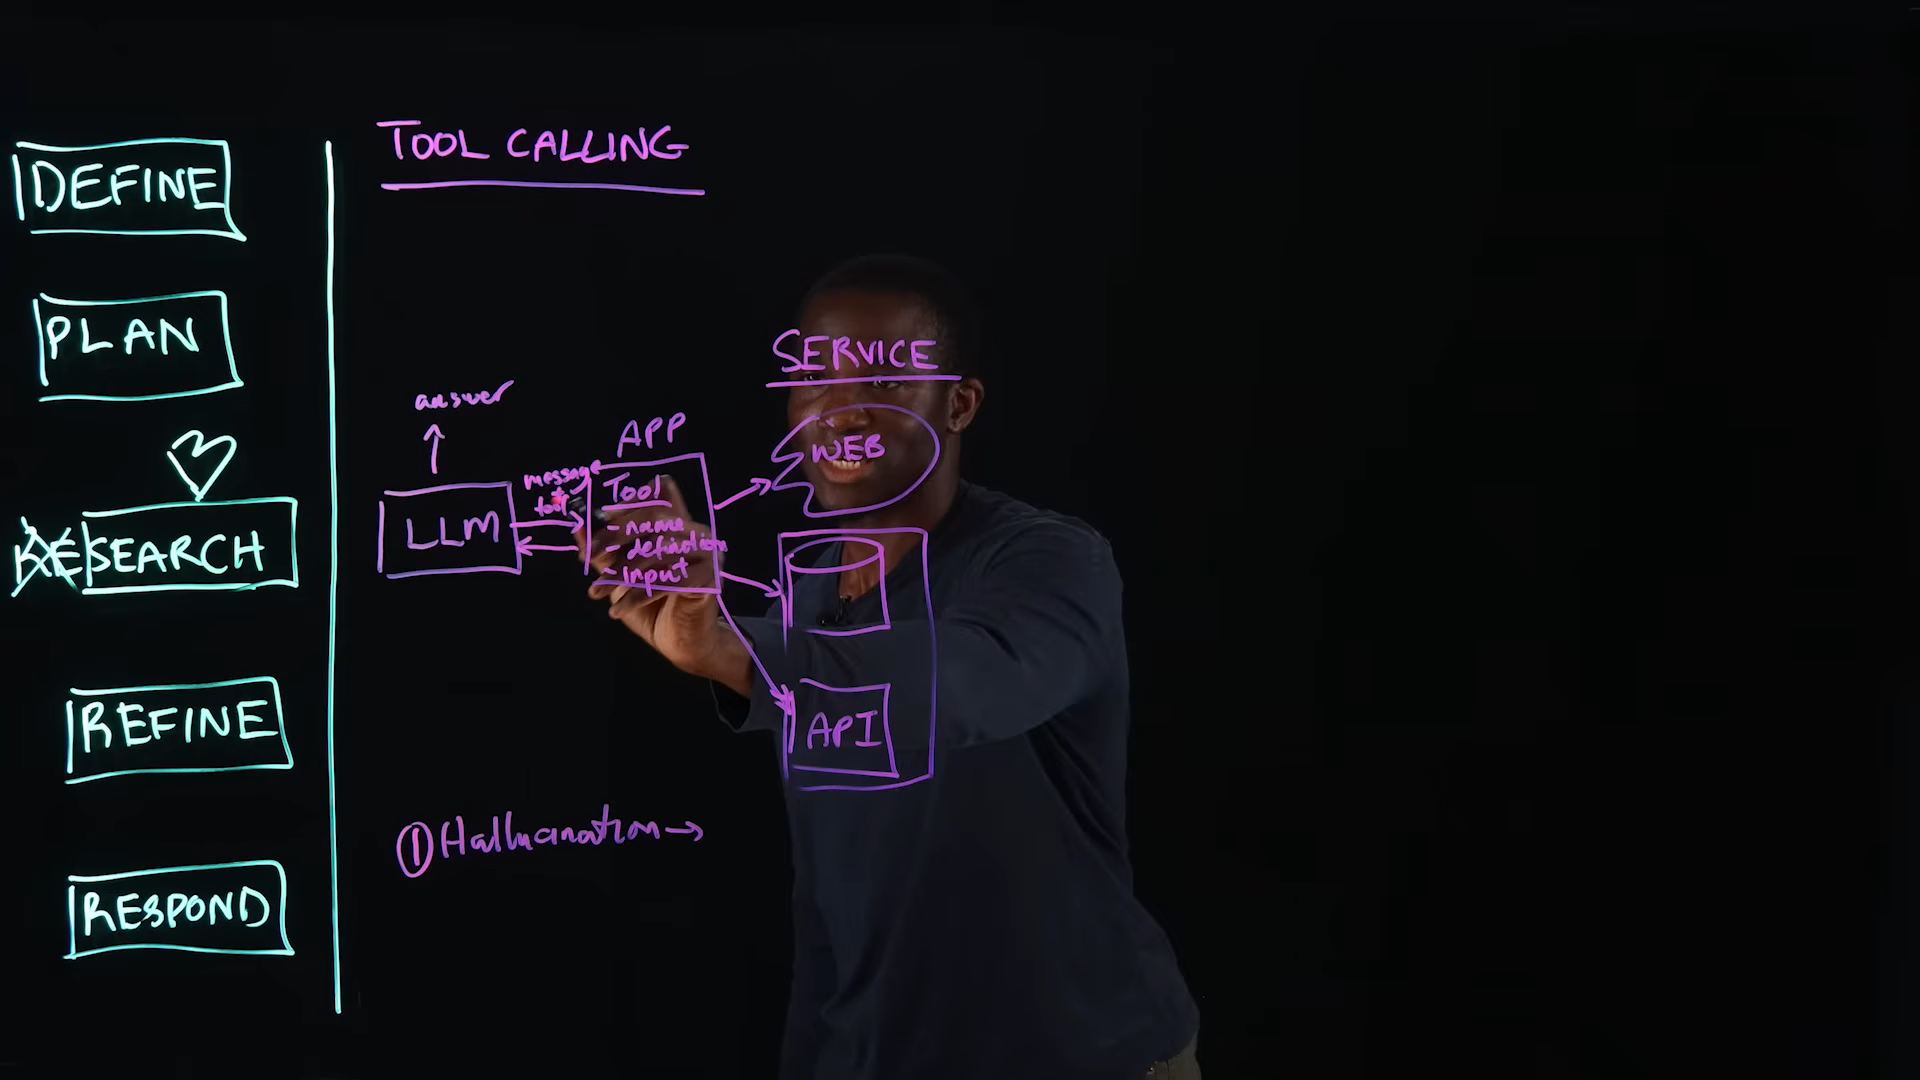 DEFINE
PLAN
RESEARCH
REFINE
RESPOND
TOOL CALLING
answer
LLM
message
+
tool
APP
Tool
- name
- definition
- input
SERVICE
WEB
API
① Hallucination →